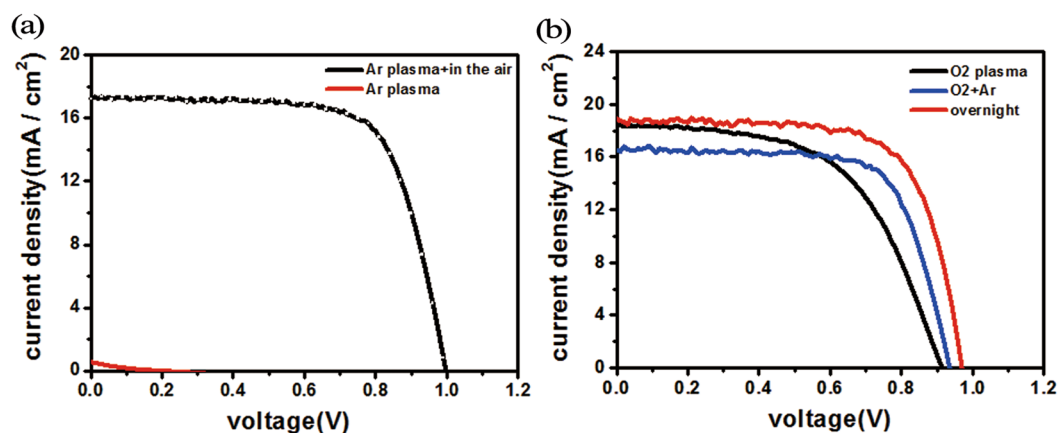 (a)
20
16
12
8
4
0
current density(mA / cm²)
Ar plasma+in the air
Ar plasma
0.0 0.2 0.4 0.6 0.8 1.0 1.2
voltage(V)
(b)
24
20
16
12
8
4
0
current density(mA / cm²)
O2 plasma
O2+Ar
overnight
0.0 0.2 0.4 0.6 0.8 1.0 1.2
voltage(V)